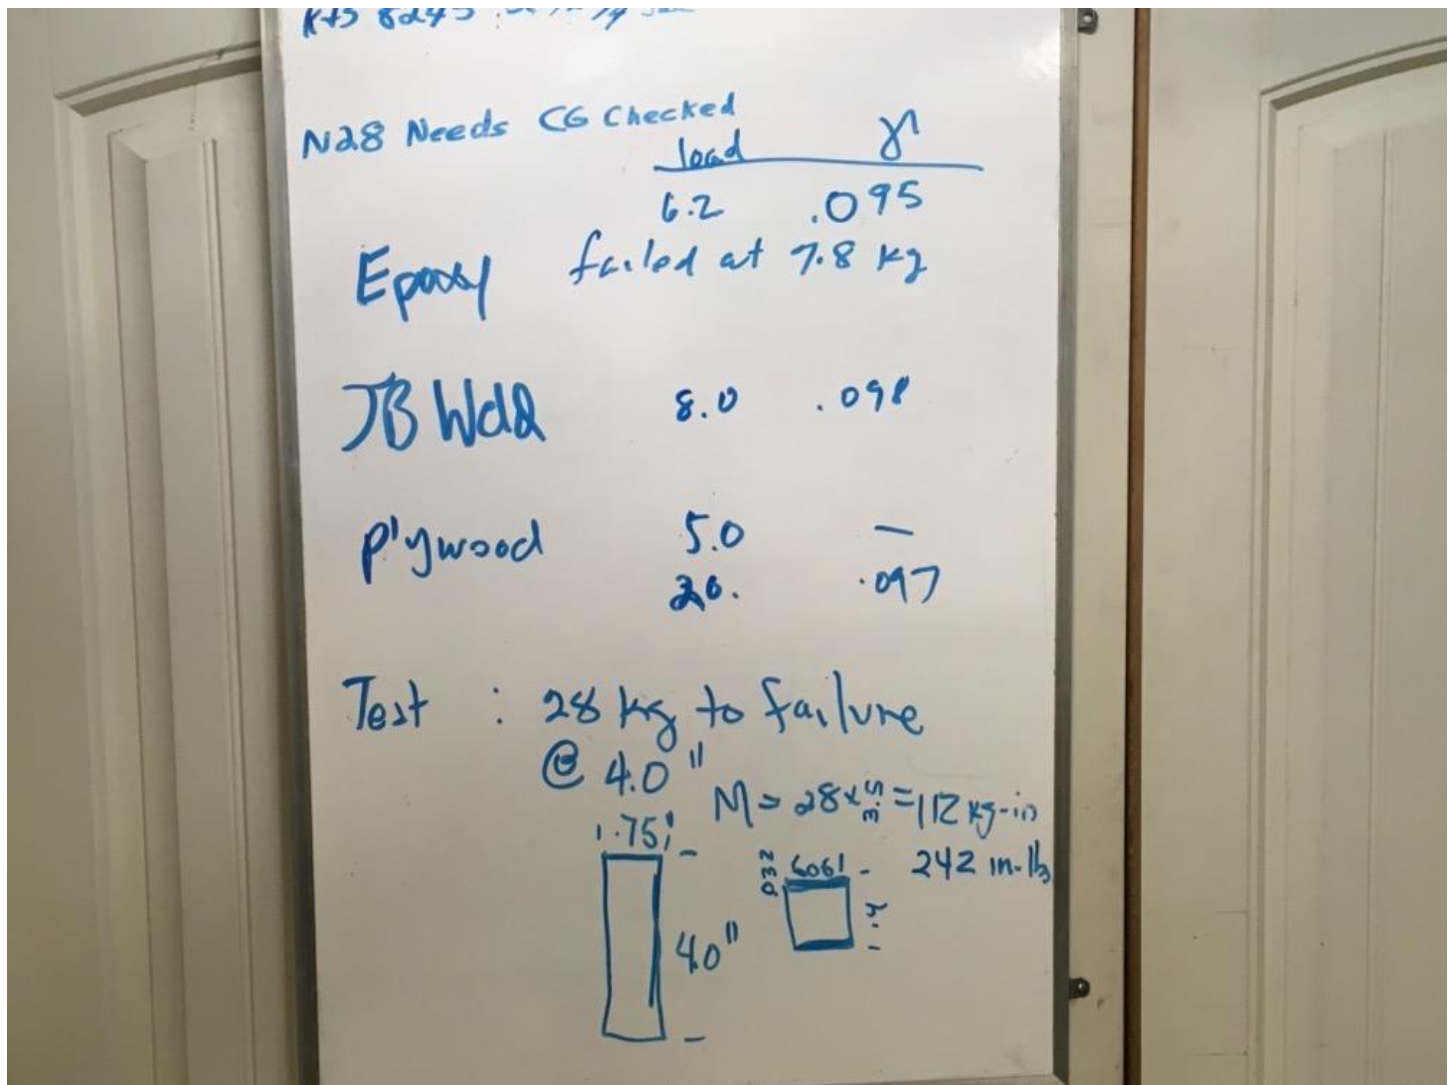 N28 Needs CG Checked
load γ
6.2 .095
Epoxy failed at 7.8 kg
JB Weld 8.0 .098
plywood 5.0 —
20. .097
Test : 28 kg to failure
@ 4.0"
M = 28 x 3.5 = 112 kg-in
242 in-lb
1.75"
4.0"
.032 6061